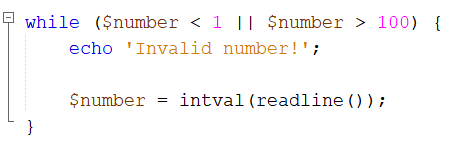 while ($number < 1 || $number > 100) {
    echo 'Invalid number!';

    $number = intval(readline());
}